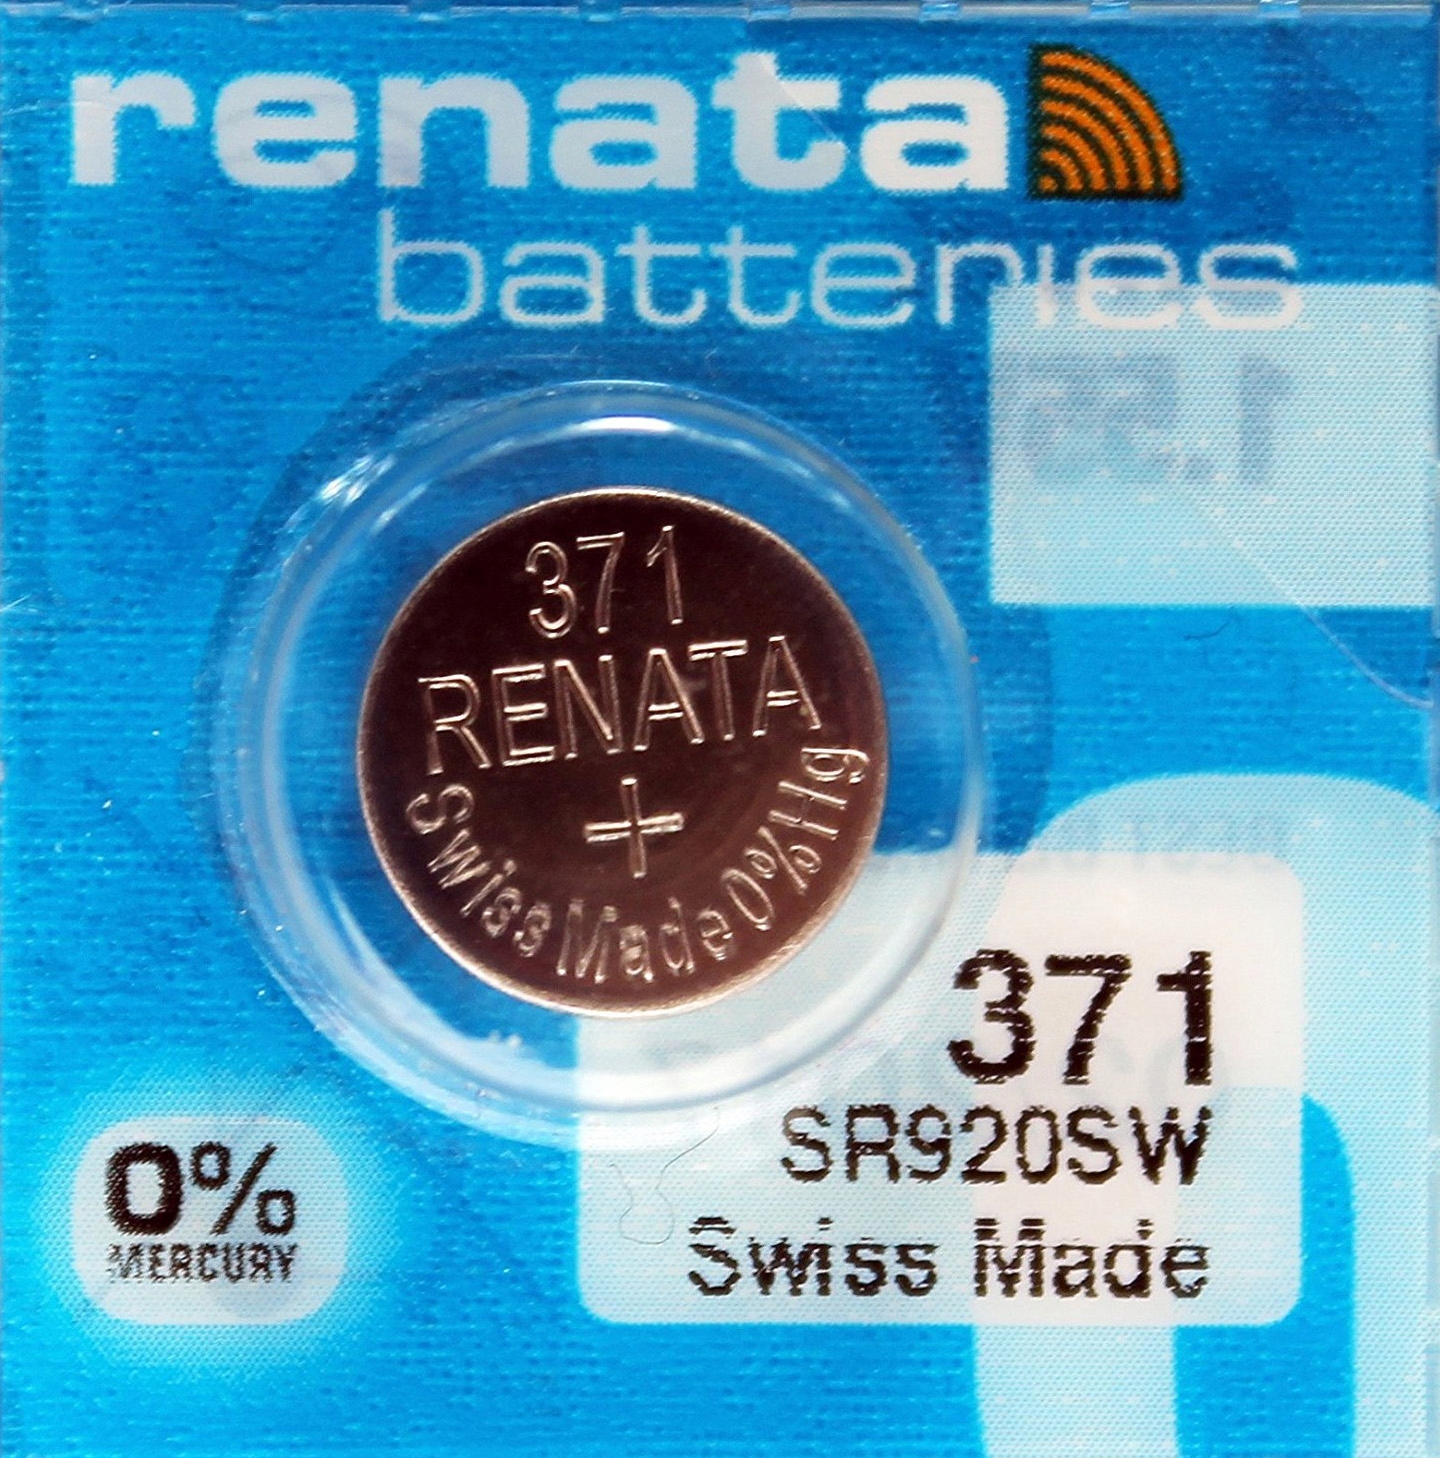 renata
batteries
371
RENATA
+
Swiss Made 0%Hg
371
SR920SW
Swiss Made
0%
MERCURY